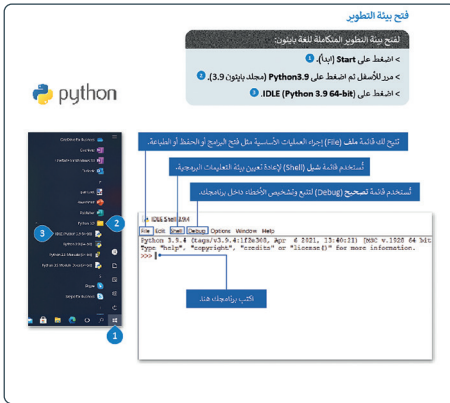 فتح بيئة التطوير
لفتح بيئة التطوير المتكاملة للغة بايثون:
> اضغط على Start (ابدأ). 1
> مرر للأسفل ثم اضغط على Python3.9 (مجلد بايثون 3.9). 2
> اضغط على IDLE (Python 3.9 64-bit). 3
python
تتيح لك قائمة ملف (File) إجراء العمليات الأساسية مثل فتح البرامج أو الحفظ أو الطباعة.
تُستخدم قائمة شيل (Shell) لإعادة تعيين بيئة التعليمات البرمجية.
تُستخدم قائمة تصحيح (Debug) لتتبع وتشخيص الأخطاء داخل برنامجك.
IDLE Shell 3.9.4
File Edit Shell Debug Options Window Help
Python 3.9.4 (tags/v3.9.4:1f2e308, Apr 6 2021, 13:40:21) [MSC v.1928 64 bit
Type "help", "copyright", "credits" or "license()" for more information.
>>>
اكتب برنامجك هنا.
2
3
1